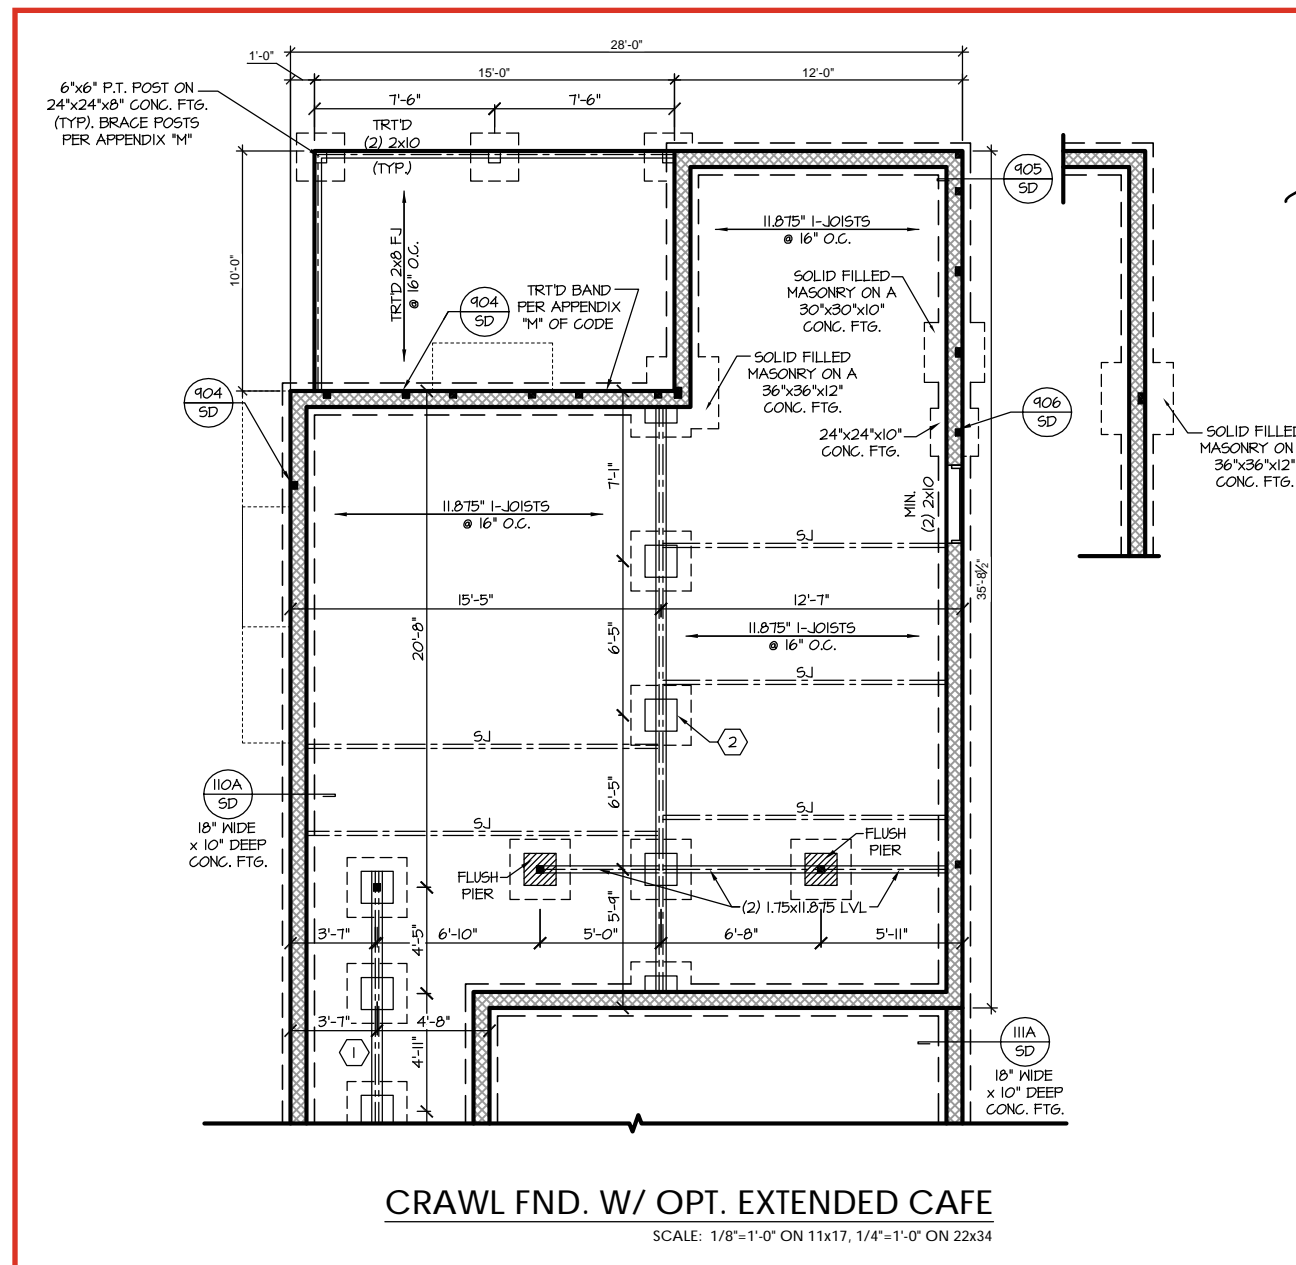 28'-0"
1'-0"
15'-0"
12'-0"
7'-6"
7'-6"
6"x6" P.T. POST ON
24"x24"x8" CONC. FTG.
(TYP). BRACE POSTS
PER APPENDIX "M"
TRT'D
(2) 2x10
(TYP.)
905
SD
11.875" I-JOISTS
@ 16" O.C.
10'-0"
TRT'D 2x8 FJ
@ 16" O.C.
904
SD
TRT'D BAND
PER APPENDIX
"M" OF CODE
SOLID FILLED
MASONRY ON A
30"x30"x10"
CONC. FTG.
SOLID FILLED
MASONRY ON A
36"x36"x12"
CONC. FTG.
904
SD
906
SD
24"x24"x10"
CONC. FTG.
SOLID FILLED
MASONRY ON
36"x36"x12"
CONC. FTG.
7'-1"
MIN.
(2) 2x10
11.875" I-JOISTS
@ 16" O.C.
SJ
35'-8½"
15'-5"
12'-7"
20'-8"
6'-5"
11.875" I-JOISTS
@ 16" O.C.
SJ
2
SJ
110A
SD
18" WIDE
x 10" DEEP
CONC. FTG.
6'-5"
SJ
SJ
FLUSH
PIER
FLUSH
PIER
(2) 1.75x11.875 LVL
5'-9"
3'-7"
4'-5"
6'-10"
5'-0"
6'-8"
5'-11"
3'-7"
4'-8"
1
4'-11"
111A
SD
18" WIDE
x 10" DEEP
CONC. FTG.
CRAWL FND. W/ OPT. EXTENDED CAFE
SCALE: 1/8"=1'-0" ON 11x17, 1/4"=1'-0" ON 22x34